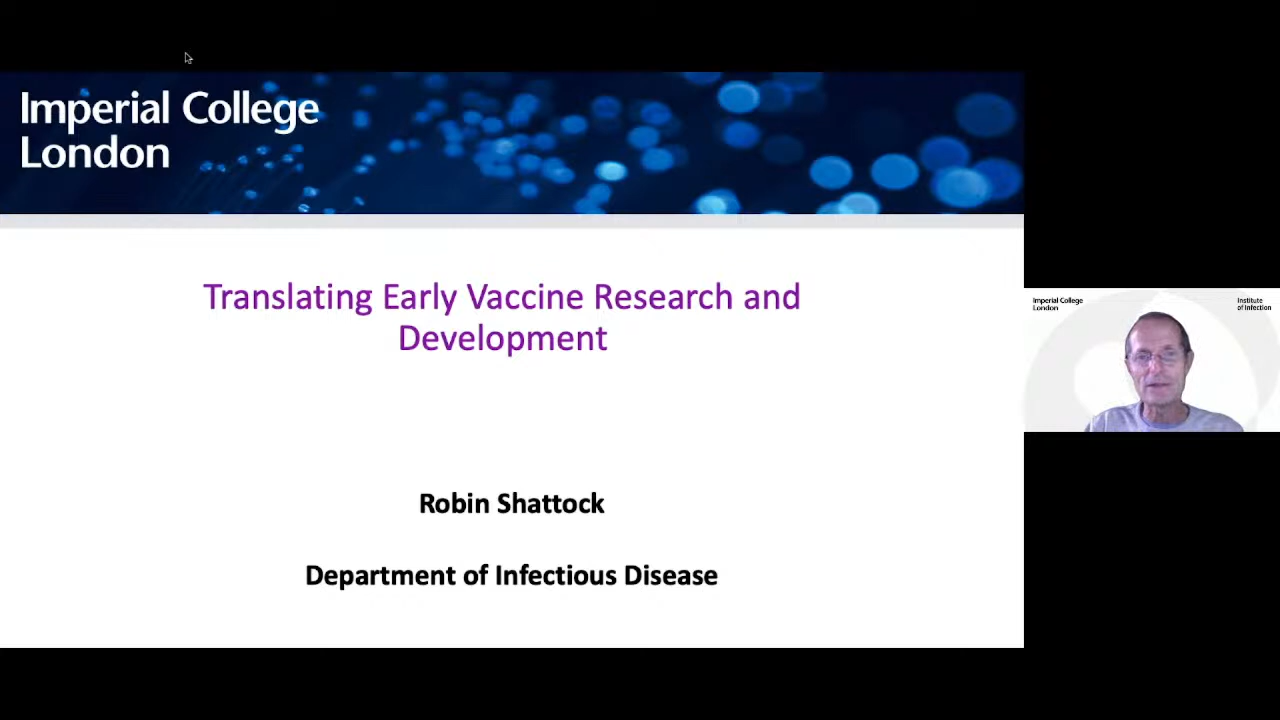 Imperial College
London
Translating Early Vaccine Research and
Development
Robin Shattock
Department of Infectious Disease
Imperial College
London
Institute
of Infection